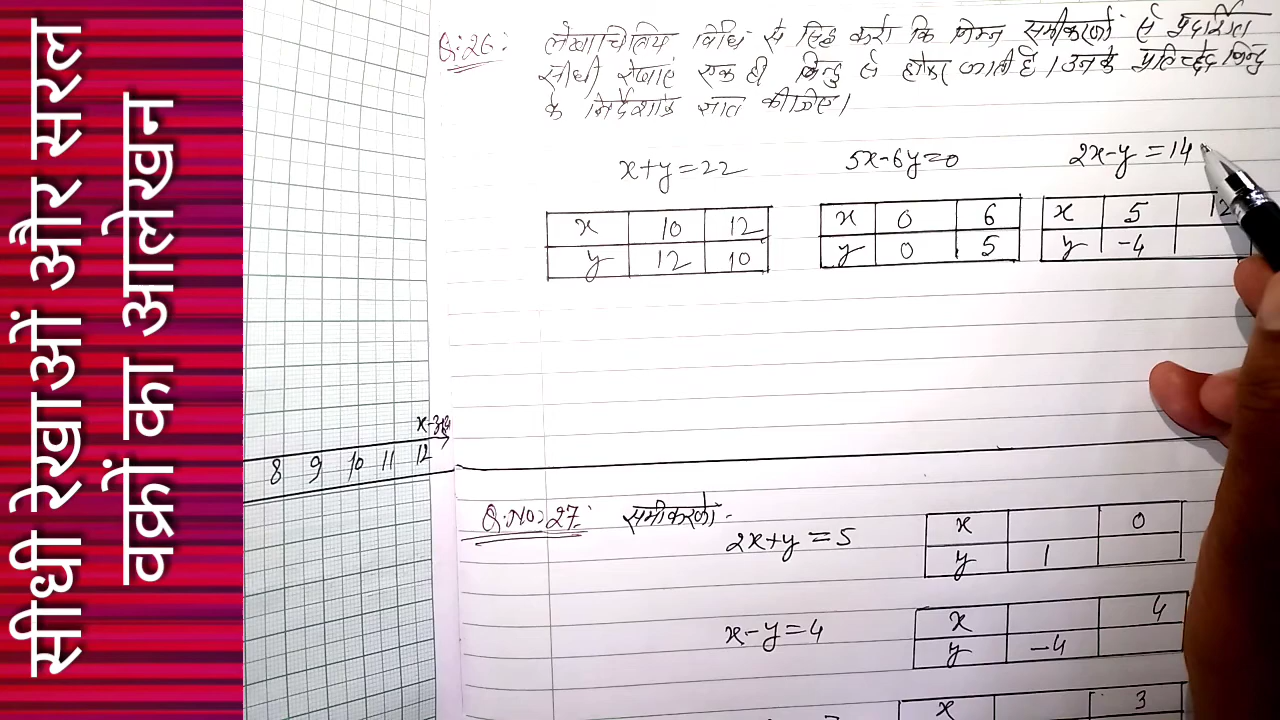 सीधी रेखाओं और सरल
वक्रों का आलेखन
Q:26: लेखाचित्रिय विधि से सिद्ध करो कि निम्न समीकरणों से प्रदर्शित
सीधी रेखाएं एक ही बिन्दु से होकर जाती है। उनके प्रतिच्छेद बिन्दु
के निर्देशांक ज्ञात कीजिए।
x+y=22 5x-6y=0 2x-y=14
x 10 12 x 0 6 x 5 12
y 12 10 y 0 5 y -4
x-अक्ष
8 9 10 11 12
Q.NO:27: समीकरणों-
2x+y=5
x 0
y 1
x-y=4
x 4
y -4
x 3